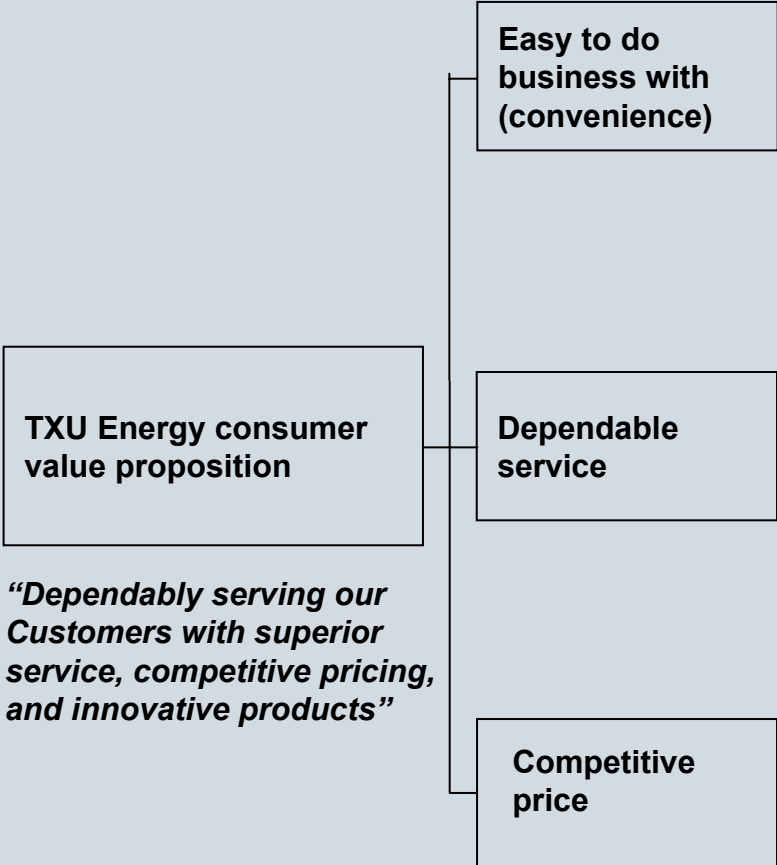 Easy to do
business with
(convenience)
TXU Energy consumer
value proposition
Dependable
service
“Dependably serving our
Customers with superior
service, competitive pricing,
and innovative products”
Competitive
price